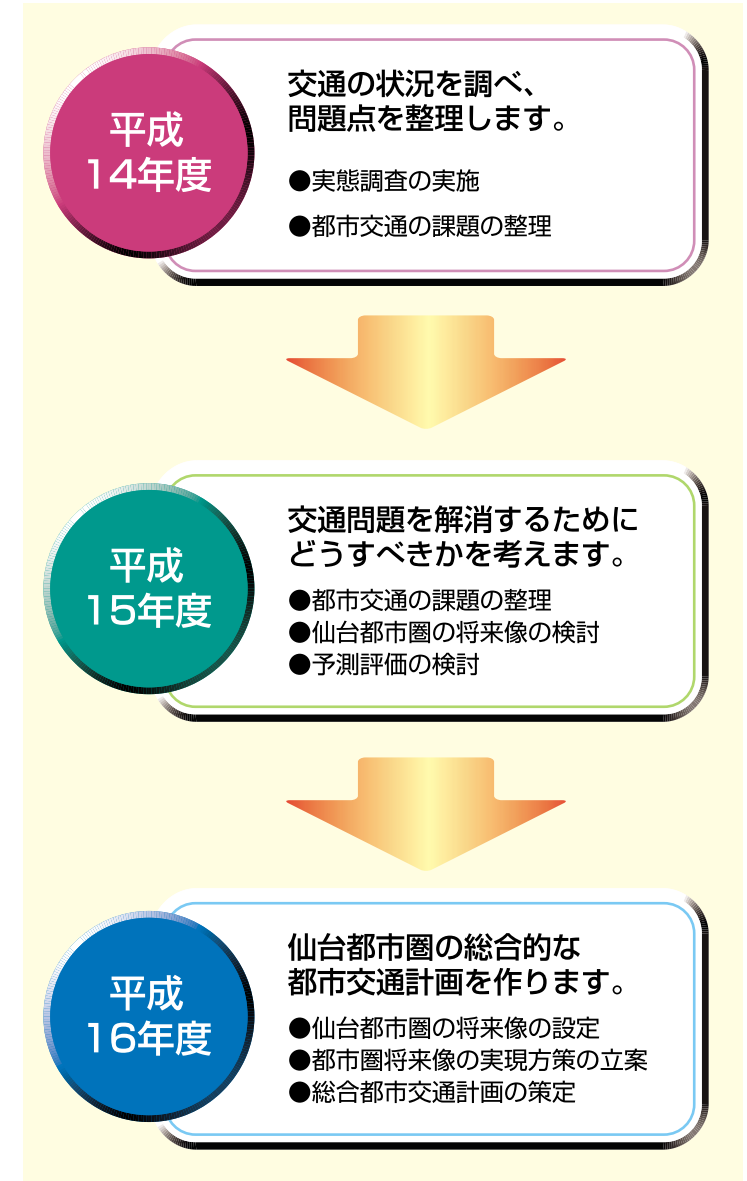 平成
14年度
交通の状況を調べ、
問題点を整理します。
●実態調査の実施
●都市交通の課題の整理
平成
15年度
交通問題を解消するために
どうすべきかを考えます。
●都市交通の課題の整理
●仙台都市圏の将来像の検討
●予測評価の検討
平成
16年度
仙台都市圏の総合的な
都市交通計画を作ります。
●仙台都市圏の将来像の設定
●都市圏将来像の実現方策の立案
●総合都市交通計画の策定